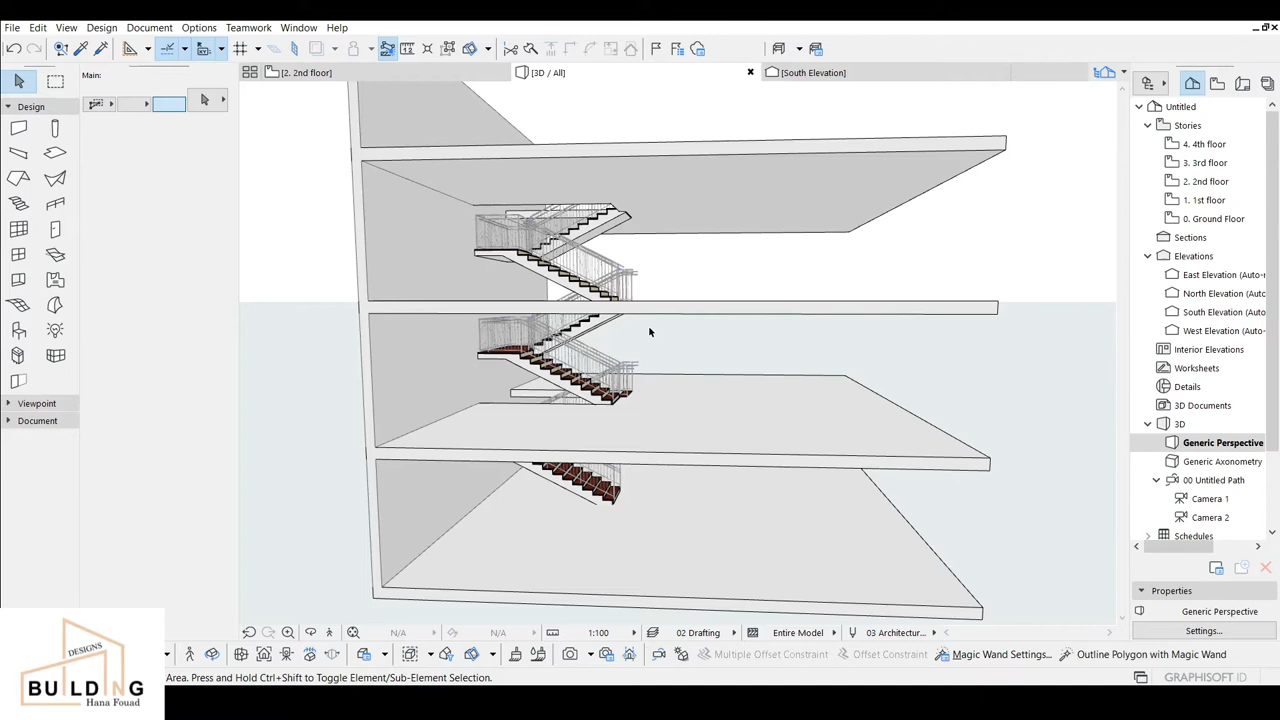 File Edit View Design Document Options Teamwork Window Help
[2. 2nd floor]
[3D / All]
[South Elevation]
Main:
Design
Viewpoint
Document
Untitled
Stories
4. 4th floor
3. 3rd floor
2. 2nd floor
1. 1st floor
0. Ground Floor
Sections
Elevations
East Elevation (Auto-
North Elevation (Auto-
South Elevation (Auto-
West Elevation (Auto-
Interior Elevations
Worksheets
Details
3D Documents
3D
Generic Perspective
Generic Axonometry
00 Untitled Path
Camera 1
Camera 2
Schedules
Properties
Generic Perspective
Settings...
N/A
N/A
1:100
02 Drafting
Entire Model
03 Architectur...
Multiple Offset Constraint
Offset Constraint
Magic Wand Settings...
Outline Polygon with Magic Wand
Area. Press and Hold Ctrl+Shift to Toggle Element/Sub-Element Selection.
GRAPHISOFT ID
DESIGNS
BUILDING
Hana Fouad